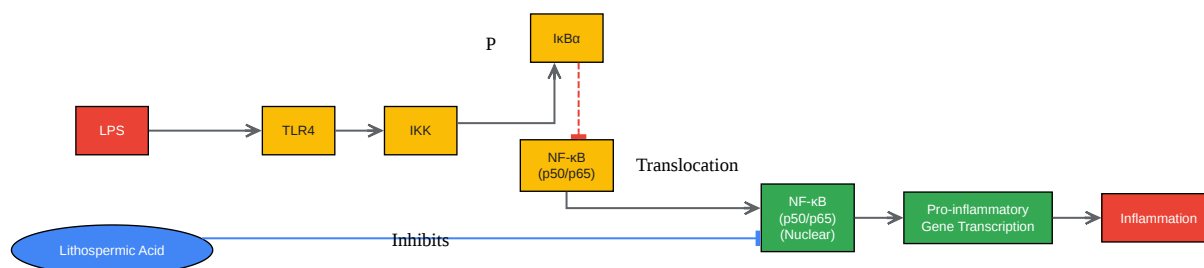 P
IκBα
LPS
TLR4
IKK
NF-κB
(p50/p65)
Translocation
NF-κB
(p50/p65)
(Nuclear)
Pro-inflammatory
Gene Transcription
Inflammation
Lithospermic Acid
Inhibits